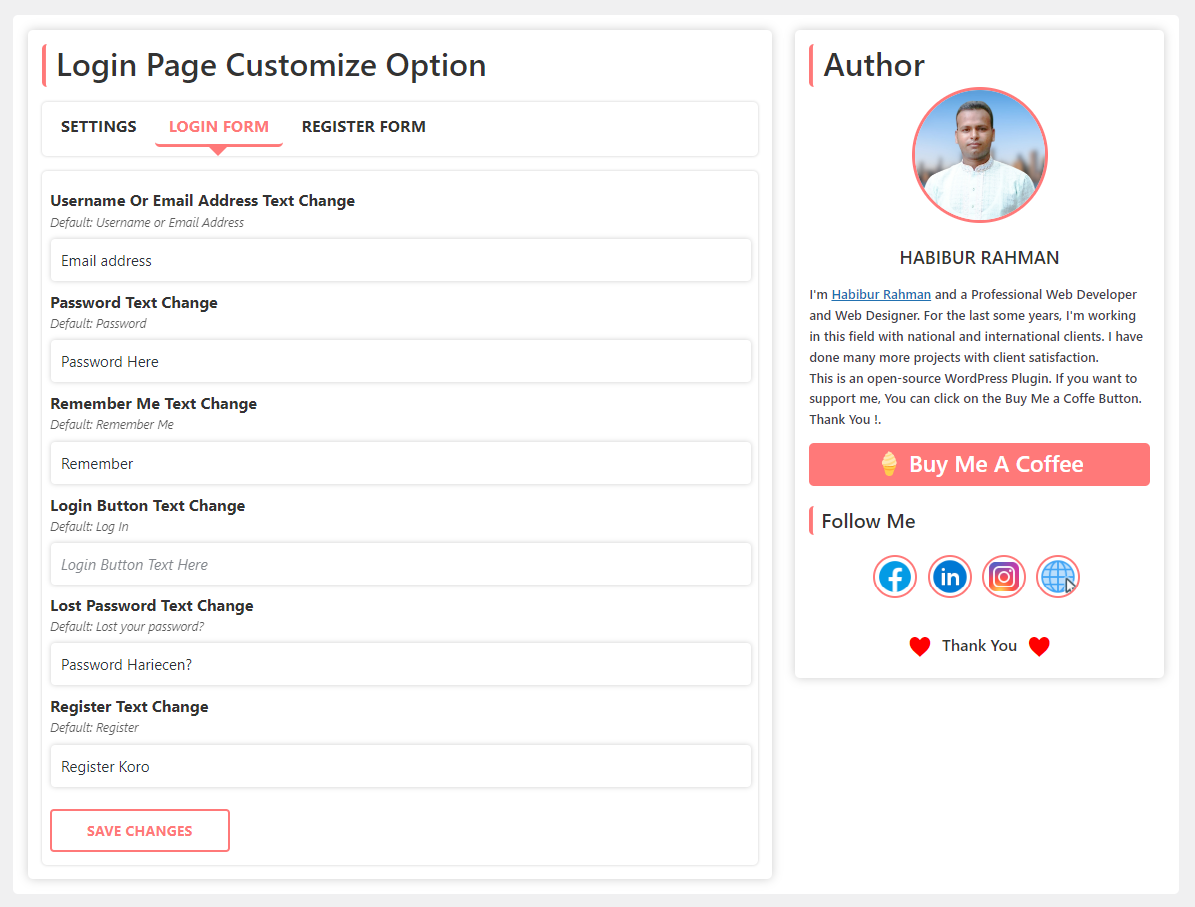 Login Page Customize Option
SETTINGS
LOGIN FORM
REGISTER FORM
Username Or Email Address Text Change
Default: Username or Email Address
Email address
Password Text Change
Default: Password
Password Here
Remember Me Text Change
Default: Remember Me
Remember
Login Button Text Change
Default: Log In
Login Button Text Here
Lost Password Text Change
Default: Lost your password?
Password Hariecen?
Register Text Change
Default: Register
Register Koro
SAVE CHANGES
Author
HABIBUR RAHMAN
I'm Habibur Rahman and a Professional Web Developer
and Web Designer. For the last some years, I'm working
in this field with national and international clients. I have
done many more projects with client satisfaction.
This is an open-source WordPress Plugin. If you want to
support me, You can click on the Buy Me a Coffe Button.
Thank You !.
Buy Me A Coffee
Follow Me
in
Thank You